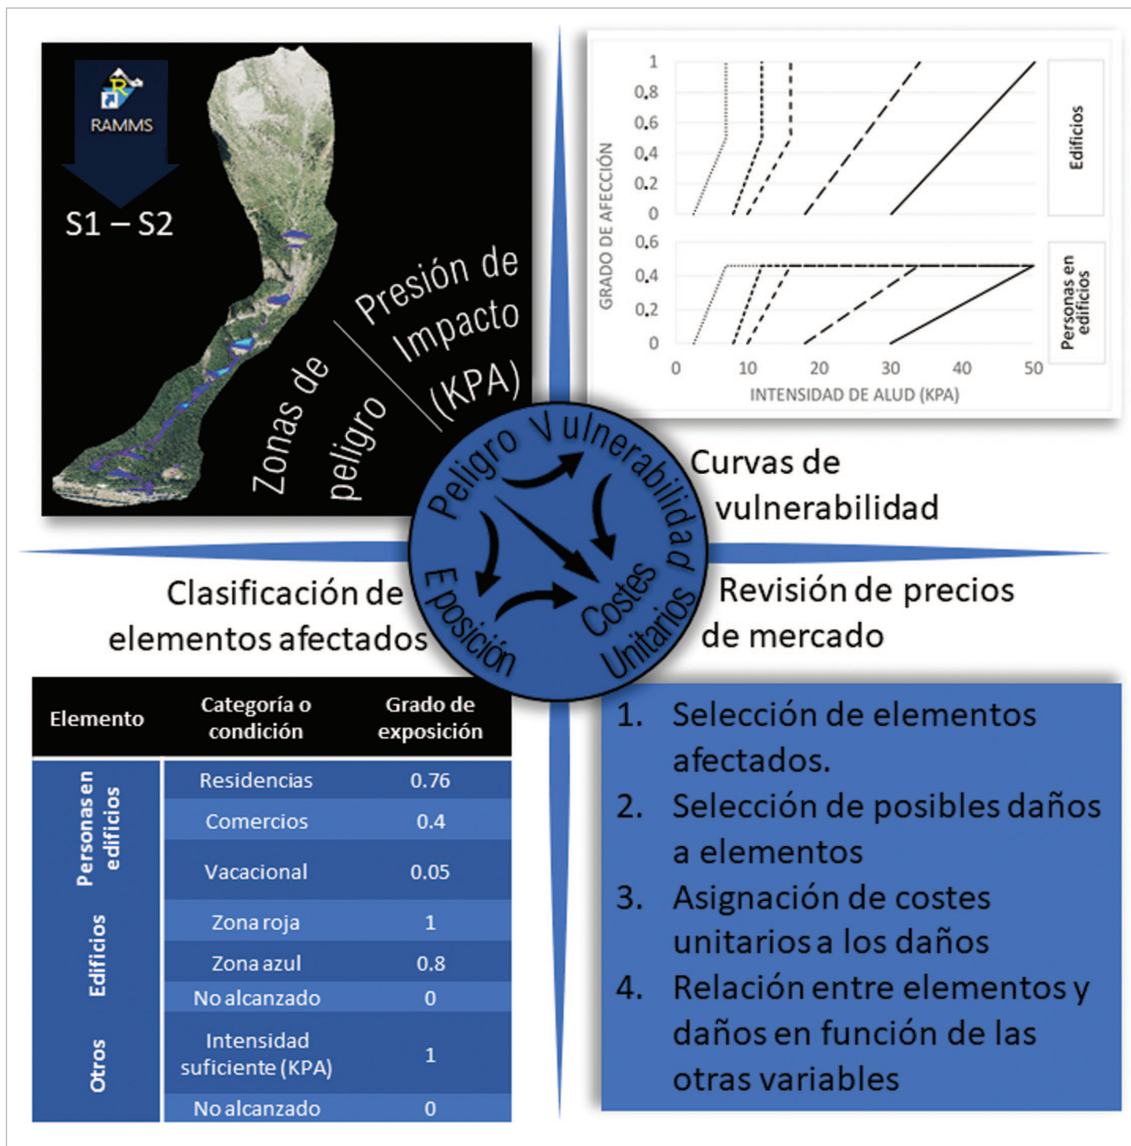 RAMMS
S1 – S2
Zonas de
peligro
Presión de
Impacto
(KPA)
GRADO DE AFECCIÓN
1
0.8
0.6
0.4
0.2
0
Edificios
0.6
0.4
0.2
0
Personas en
edificios
0 10 20 30 40 50
INTENSIDAD DE ALUD (KPA)
Curvas de
vulnerabilidad
Peligro
Vulnerabilidad
Eposición
Costes
Unitarios
Clasificación de
elementos afectados
Elemento
Categoría o
condición
Grado de
exposición
Personas en
edificios
Residencias 0.76
Comercios 0.4
Vacacional 0.05
Edificios
Zona roja 1
Zona azul 0.8
No alcanzado 0
Otros
Intensidad
suficiente (KPA) 1
No alcanzado 0
Revisión de precios
de mercado
1. Selección de elementos
afectados.
2. Selección de posibles daños
a elementos
3. Asignación de costes
unitarios a los daños
4. Relación entre elementos y
daños en función de las
otras variables